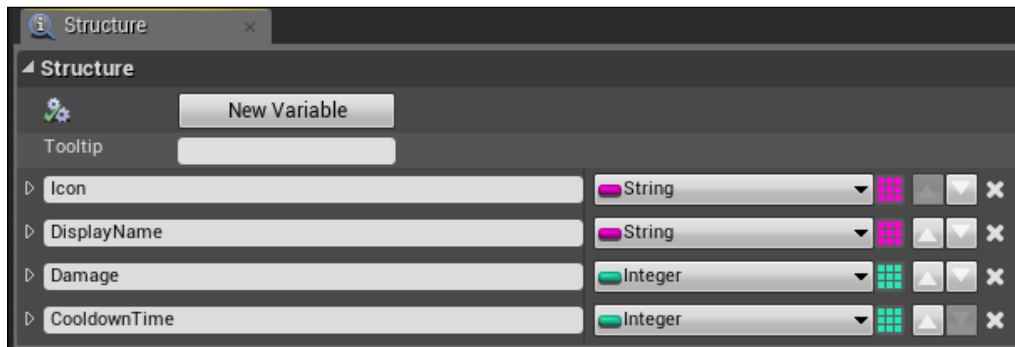 Structure
Structure
New Variable
Tooltip
Icon String
DisplayName String
Damage Integer
CooldownTime Integer